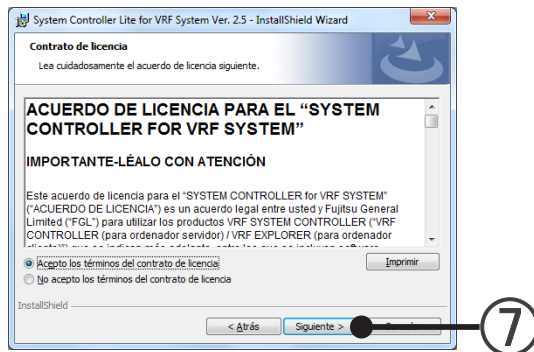 System Controller Lite for VRF System Ver. 2.5 - InstallShield Wizard
Contrato de licencia
Lea cuidadosamente el acuerdo de licencia siguiente.
ACUERDO DE LICENCIA PARA EL “SYSTEM
CONTROLLER FOR VRF SYSTEM”
IMPORTANTE-LÉALO CON ATENCIÓN
Este acuerdo de licencia para el “SYSTEM CONTROLLER for VRF SYSTEM”
(“ACUERDO DE LICENCIA”) es un acuerdo legal entre usted y Fujitsu General
Limited (“FGL”) para utilizar los productos VRF SYSTEM CONTROLLER (“VRF
CONTROLLER (para ordenador servidor) / VRF EXPLORER (para ordenador
Acepto los términos del contrato de licencia
Imprimir
No acepto los términos del contrato de licencia
InstallShield
< Atrás
Siguiente >
7